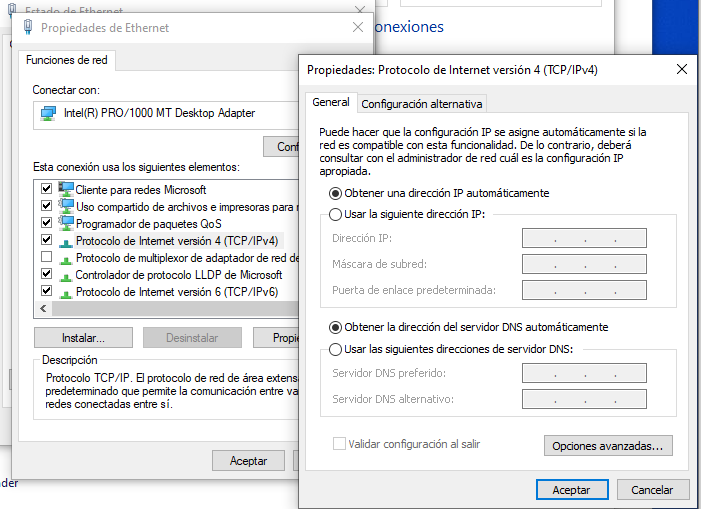 Estado de Ethernet
Propiedades de Ethernet
Funciones de red
Conectar con:
Intel(R) PRO/1000 MT Desktop Adapter
Esta conexión usa los siguientes elementos:
Cliente para redes Microsoft
Uso compartido de archivos e impresoras para
Programador de paquetes QoS
Protocolo de Internet versión 4 (TCP/IPv4)
Protocolo de multiplexor de adaptador de red de
Controlador de protocolo LLDP de Microsoft
Protocolo de Internet versión 6 (TCP/IPv6)
Instalar...
Desinstalar
Descripción
Protocolo TCP/IP. El protocolo de red de área
predeterminado que permite la comunicación entre
redes conectadas entre sí.
Aceptar
Propiedades: Protocolo de Internet versión 4 (TCP/IPv4)
General
Configuración alternativa
Puede hacer que la configuración IP se asigne automáticamente si la
red es compatible con esta funcionalidad. De lo contrario, deberá
consultar con el administrador de red cuál es la configuración IP
apropiada.
Obtener una dirección IP automáticamente
Usar la siguiente dirección IP:
Dirección IP:
Máscara de subred:
Puerta de enlace predeterminada:
Obtener la dirección del servidor DNS automáticamente
Usar las siguientes direcciones de servidor DNS:
Servidor DNS preferido:
Servidor DNS alternativo:
Validar configuración al salir
Opciones avanzadas...
Aceptar
Cancelar